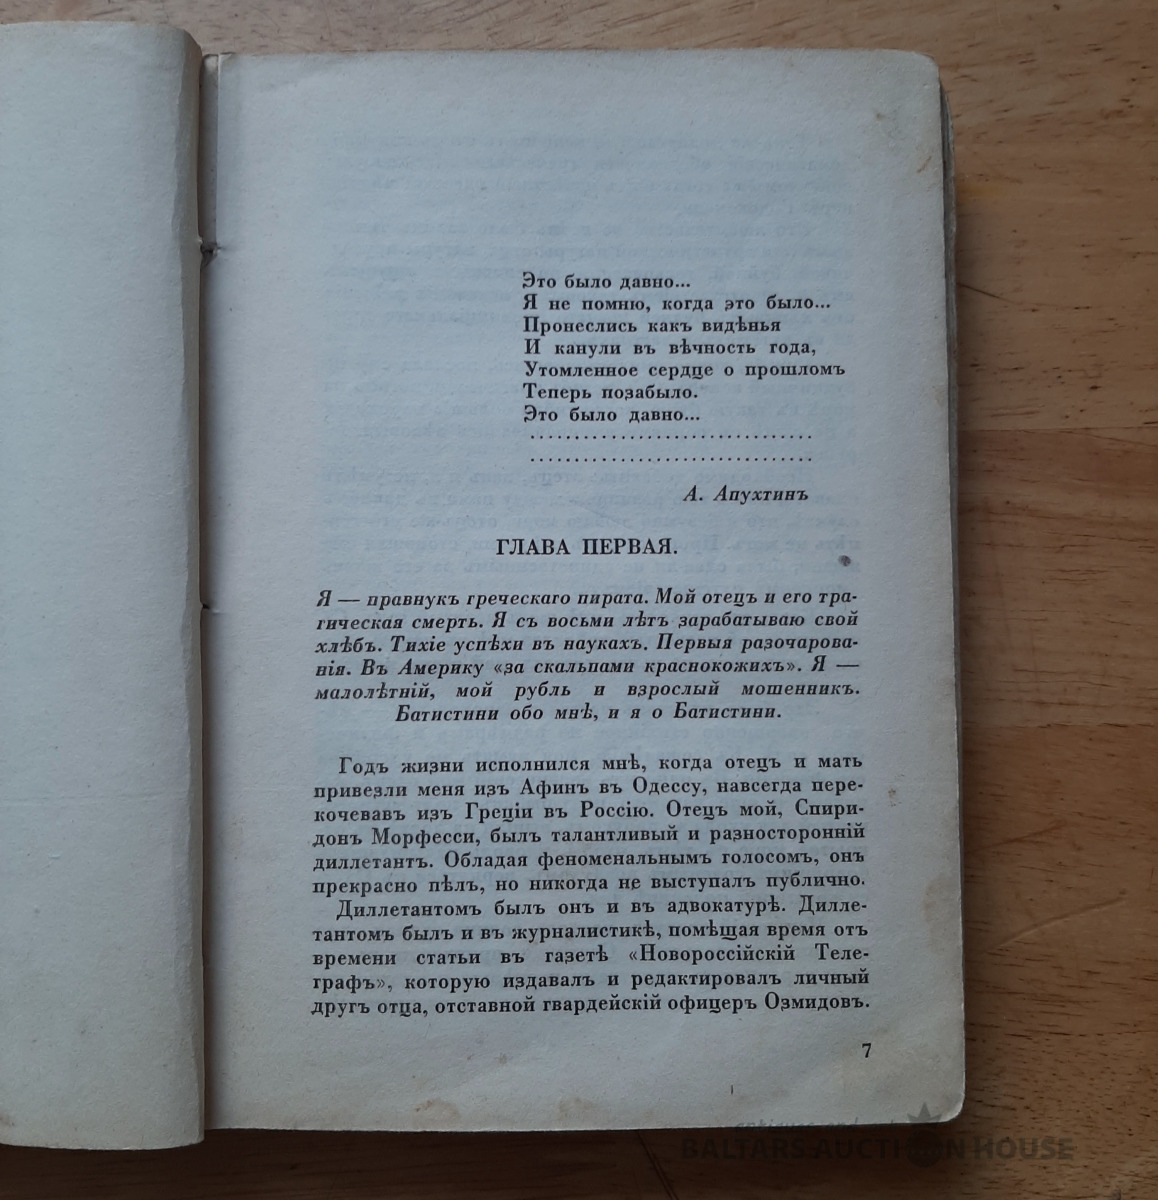 Это было давно...
Я не помню, когда это было...
Пронеслись какъ видѣнья
И канули въ вѣчность года,
Утомленное сердце о прошломъ
Теперь позабыло.
Это было давно...
................................
................................
А. Апухтинъ
ГЛАВА ПЕРВАЯ.
Я — правнукъ греческаго пирата. Мой отецъ и его тра-
гическая смерть. Я съ восьми лѣтъ зарабатываю свой
хлѣбъ. Тихіе успѣхи въ наукахъ. Первыя разочарова-
нія. Въ Америку «за скальпами краснокожихъ». Я —
малолѣтній, мой рубль и взрослый мошенникъ.
Батистини обо мнѣ, и я о Батистини.
Годъ жизни исполнился мнѣ, когда отецъ и мать
привезли меня изъ Афинъ въ Одессу, навсегда пере-
кочевавъ изъ Греціи въ Россію. Отецъ мой, Спири-
донъ Морфесси, былъ талантливый и разносторонній
диллетантъ. Обладая феноменальнымъ голосомъ, онъ
прекрасно пѣлъ, но никогда не выступалъ публично.
Диллетантомъ былъ онъ и въ адвокатурѣ. Дилле-
тантомъ былъ и въ журналистикѣ, помѣщая время отъ
времени статьи въ газетѣ «Новороссійскій Теле-
графъ», которую издавалъ и редактировалъ личный
другъ отца, отставной гвардейскій офицеръ Озмидовъ.
7
BALTARS AUCTION HOUSE